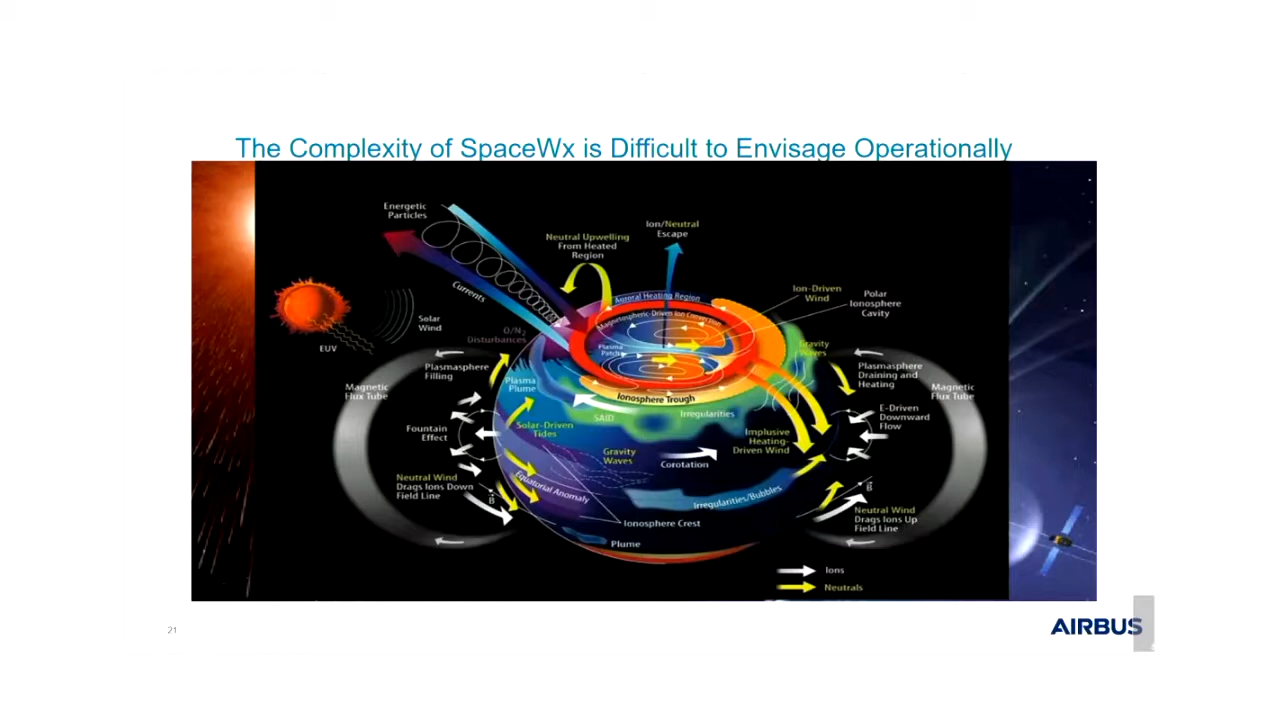 The Complexity of SpaceWx is Difficult to Envisage Operationally
Energetic
Particles
Currents
Neutral Upwelling
From Heated
Region
Ion/Neutral
Escape
Auroral Heating Region
Magnetospheric-Driven Ion Convection
Plasma
Patch
Ion-Driven
Wind
Polar
Ionosphere
Cavity
EUV
Solar
Wind
O/N2
Disturbances
Gravity
Waves
Plasmasphere
Filling
Plasma
Plume
Ionosphere Trough
Plasmasphere
Draining and
Heating
Magnetic
Flux Tube
Magnetic
Flux Tube
SAID
Irregularities
E-Driven
Downward
Flow
Fountain
Effect
Solar-Driven
Tides
Implusive
Heating-
Driven Wind
Gravity
Waves
Corotation
Neutral Wind
Drags Ions Down
Field Line
B
Equatorial Anomaly
Irregularities/Bubbles
B
Neutral Wind
Drags Ions Up
Field Line
Ionosphere Crest
Plume
Ions
Neutrals
21
AIRBUS